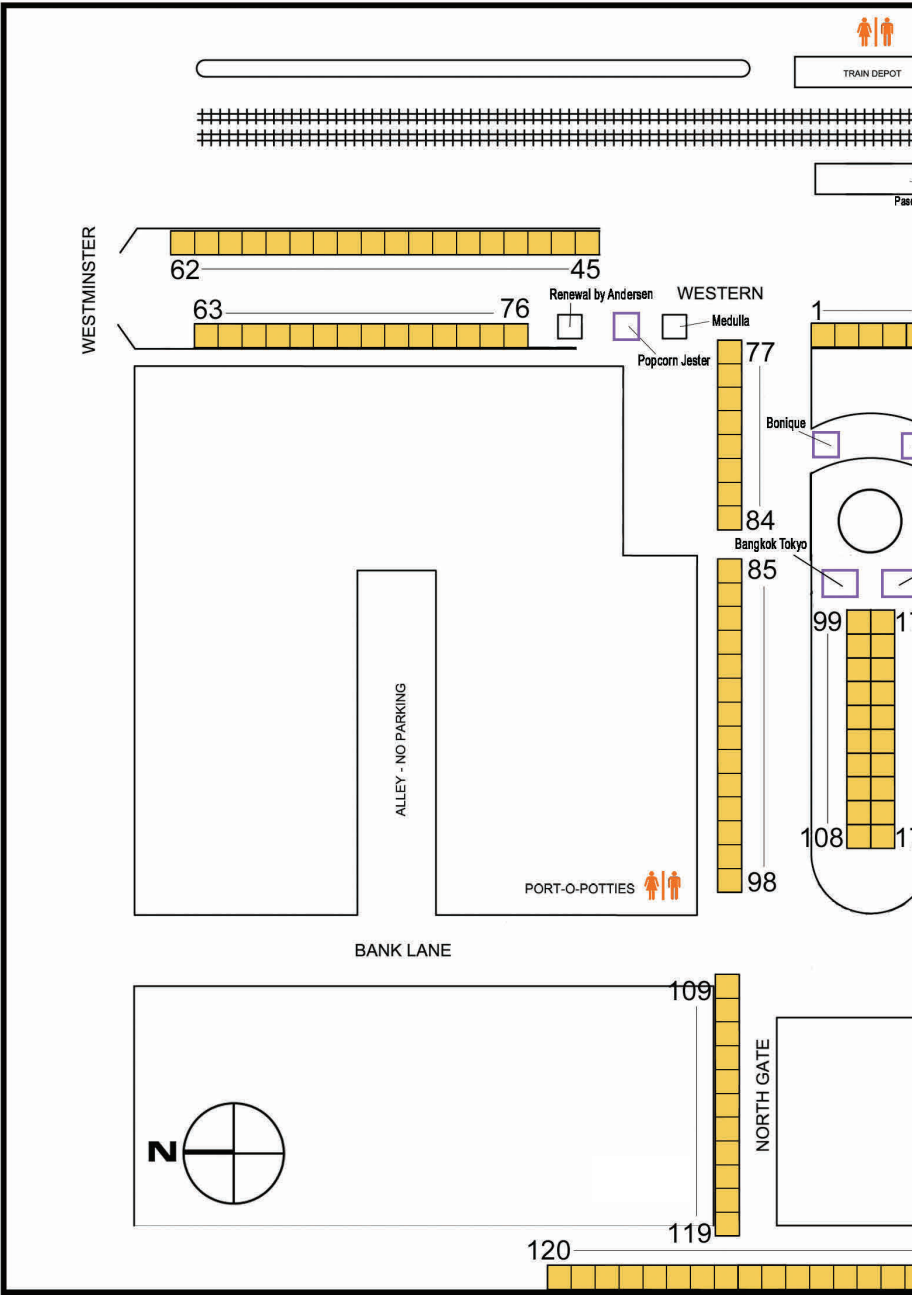 TRAIN DEPOT
WESTMINSTER
62
45
63
76
Renewal by Andersen
WESTERN
Medulla
Popcorn Jester
1
77
Bonique
84
Bangkok Tokyo
85
99
108
ALLEY - NO PARKING
PORT-O-POTTIES
98
BANK LANE
109
NORTH GATE
N
119
120